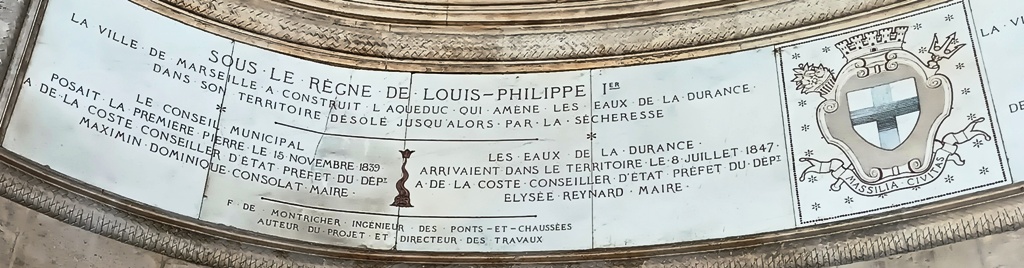 SOUS · LE · RÈGNE · DE · LOUIS-PHILIPPE I ER
LA · VILLE · DE · MARSEILLE · A · CONSTRUIT · L'AQUEDUC · QUI · AMÈNE · LES · EAUX · DE · LA · DURANCE ·
DANS · SON · TERRITOIRE · DÉSOLÉ · JUSQU'ALORS · PAR · LA · SÉCHERESSE
LE · CONSEIL · MUNICIPAL
POSAIT · LA · PREMIÈRE · PIERRE · LE · 15 · NOVEMBRE · 1839
A · DE · LA · COSTE · CONSEILLER · D'ÉTAT · PRÉFET · DU · DÉPT
MAXIMIN · DOMINIQUE · CONSOLAT · MAIRE ·
LES · EAUX · DE · LA · DURANCE ·
ARRIVAIENT · DANS · LE · TERRITOIRE · LE · 8 · JUILLET · 1847 ·
A · DE · LA · COSTE · CONSEILLER · D'ÉTAT · PRÉFET · DU · DÉPT
ELYSÉE · REYNARD · MAIRE ·
F · DE · MONTRICHER · INGÉNIEUR · DES · PONTS-ET-CHAUSSÉES
AUTEUR · DU · PROJET · ET · DIRECTEUR · DES · TRAVAUX
MASSILIA · CIVITAS
LA · V
DE